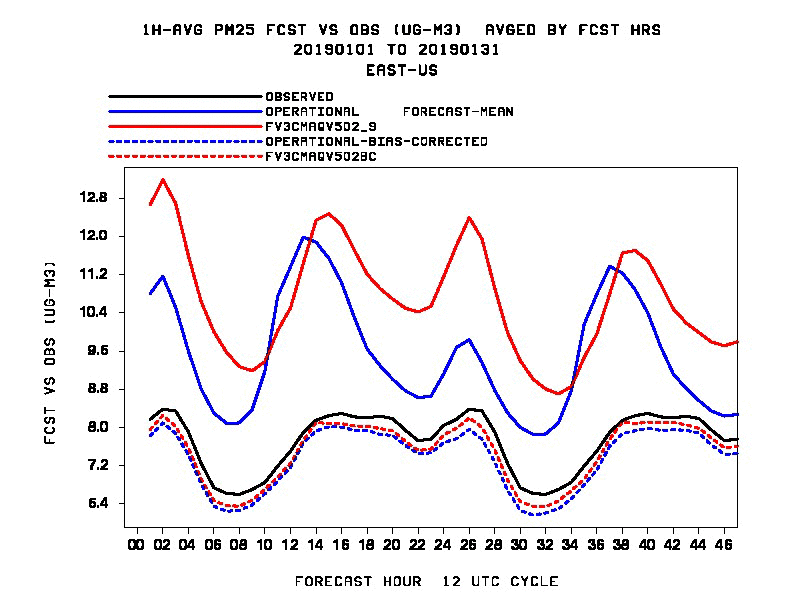 1H-AVG PM25 FCST VS OBS (UG-M3)  AVGED BY FCST HRS
20190101 TO 20190131
EAST-US
OBSERVED
OPERATIONAL     FORECAST-MEAN
FV3CMAQV502_9
OPERATIONAL-BIAS-CORRECTED
FV3CMAQV502BC
FCST VS OBS (UG-M3)
12.8
12.0
11.2
10.4
9.6
8.8
8.0
7.2
6.4
00 02 04 06 08 10 12 14 16 18 20 22 24 26 28 30 32 34 36 38 40 42 44 46
FORECAST HOUR  12 UTC CYCLE